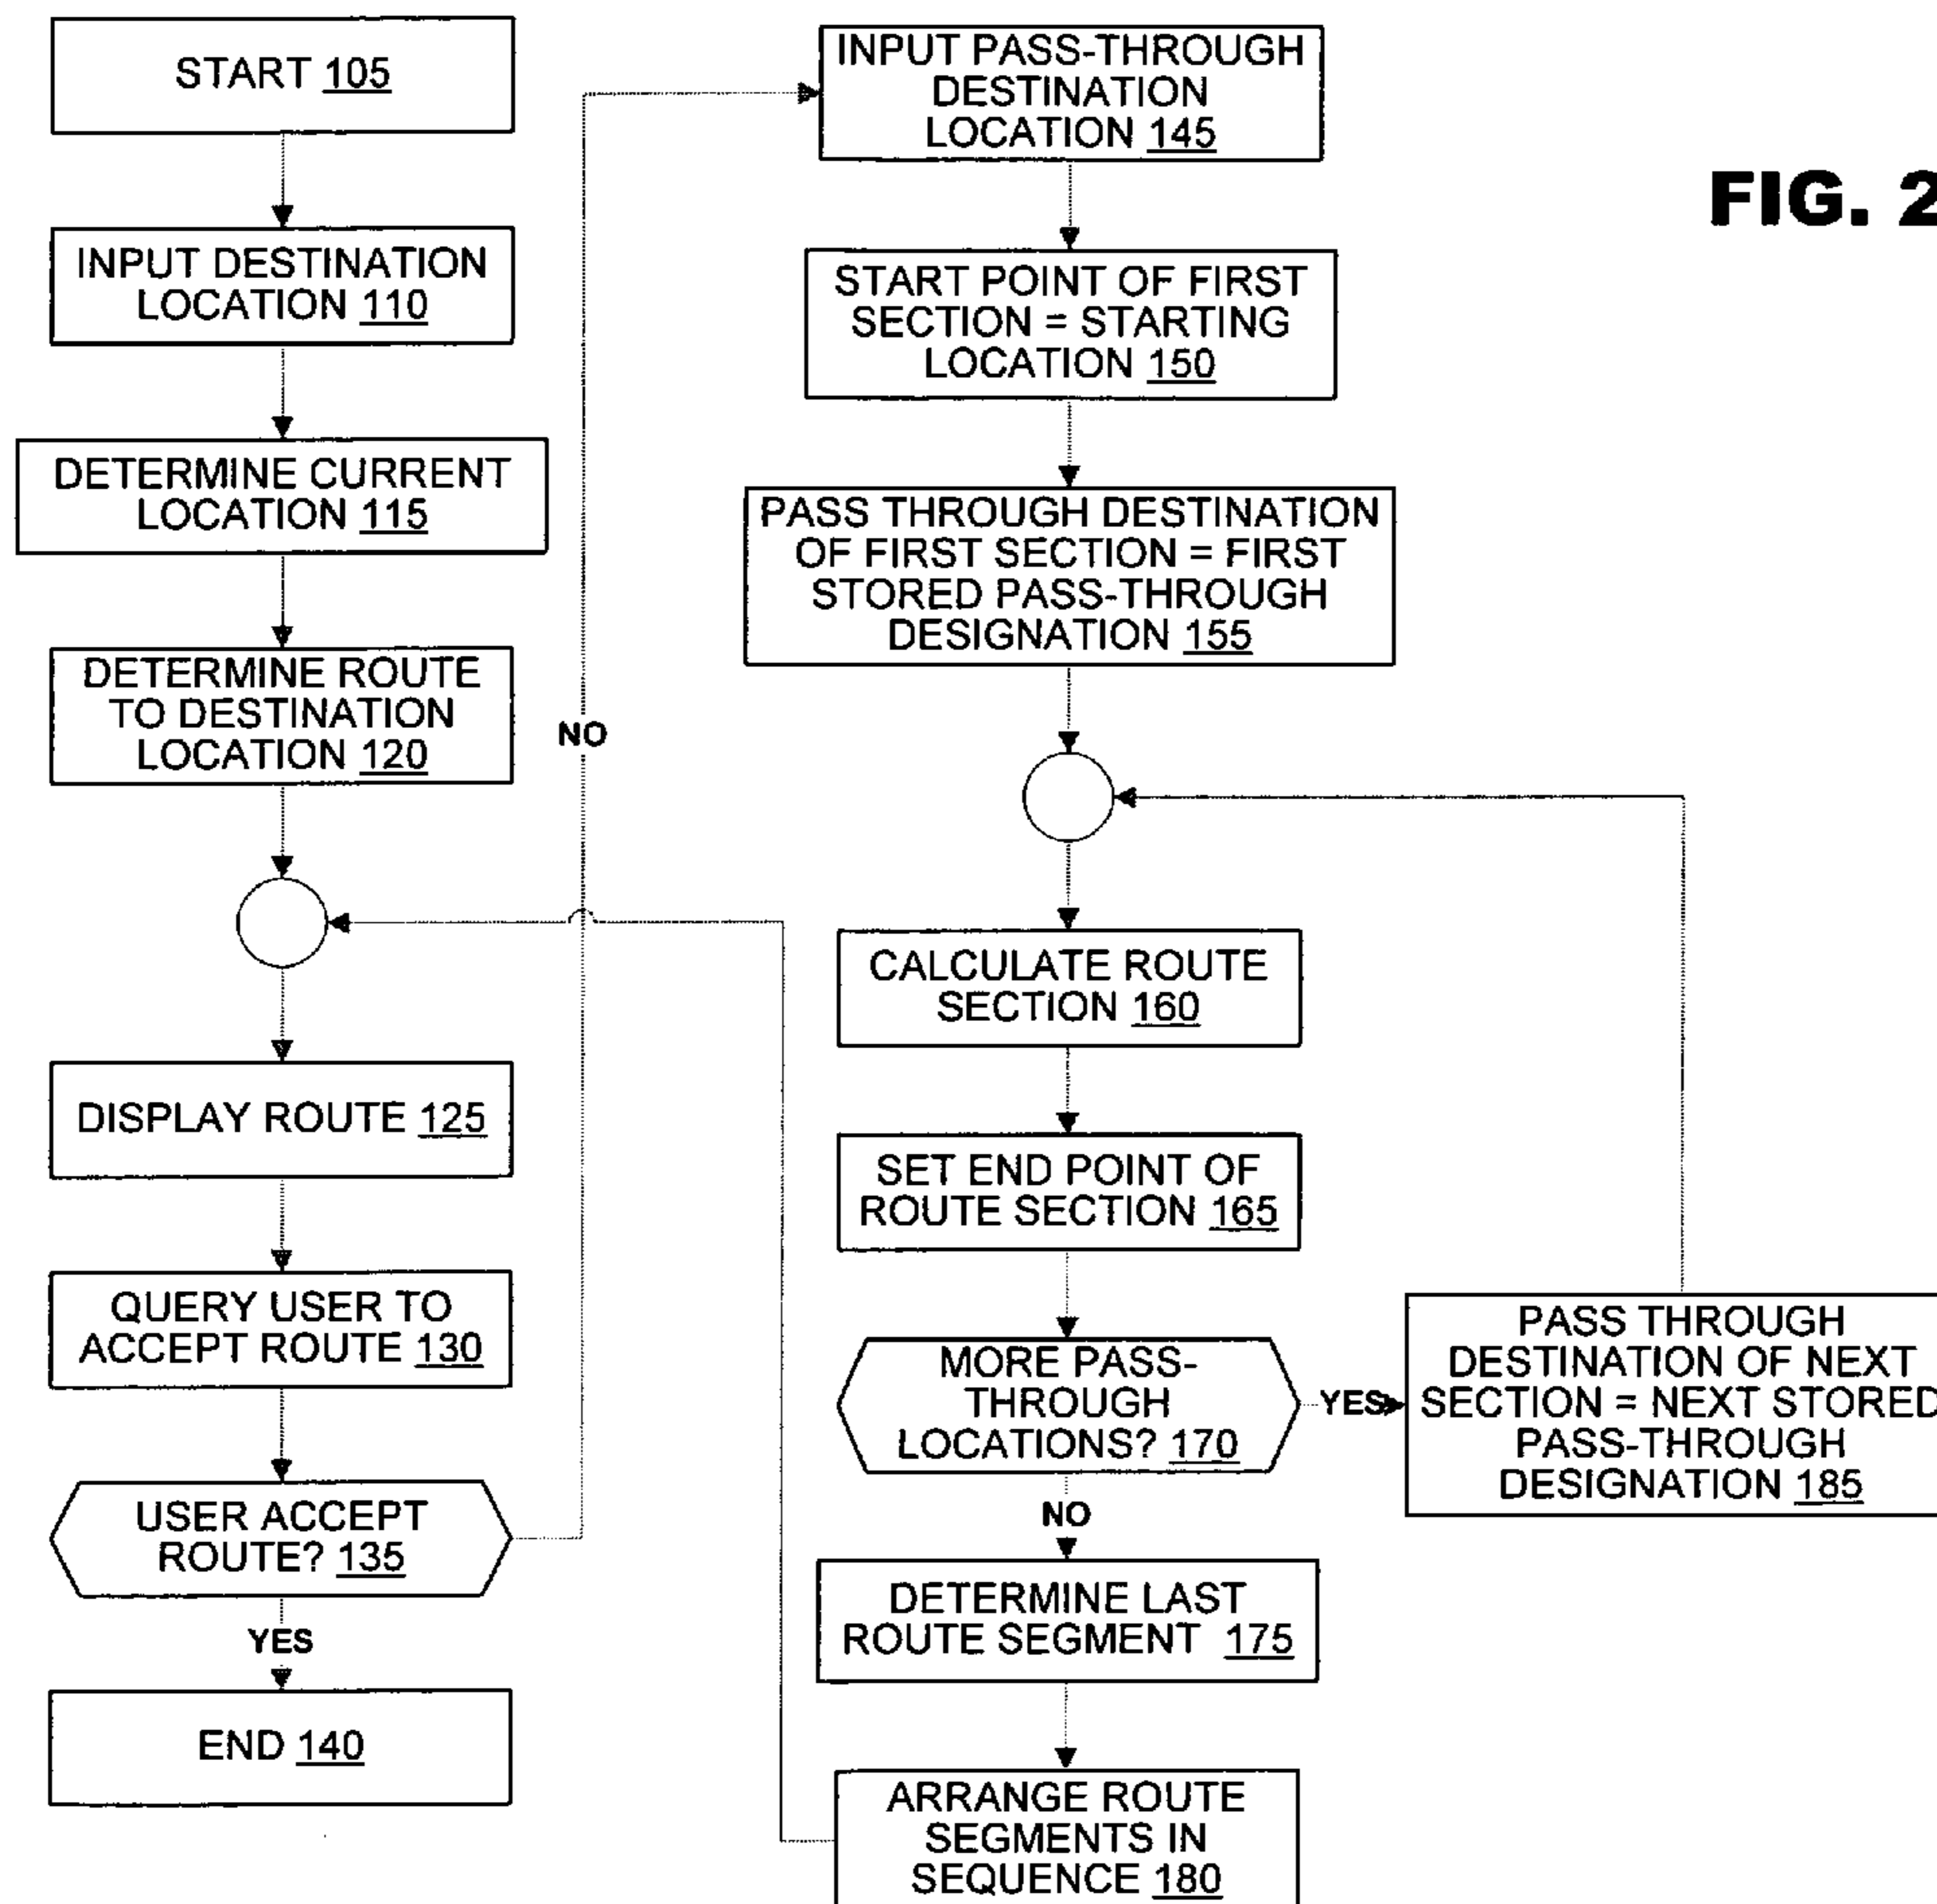 START 105
INPUT DESTINATION
LOCATION 110
DETERMINE CURRENT
LOCATION 115
DETERMINE ROUTE
TO DESTINATION
LOCATION 120
DISPLAY ROUTE 125
QUERY USER TO
ACCEPT ROUTE 130
USER ACCEPT
ROUTE? 135
YES
END 140
NO
INPUT PASS-THROUGH
DESTINATION
LOCATION 145
START POINT OF FIRST
SECTION = STARTING
LOCATION 150
PASS THROUGH DESTINATION
OF FIRST SECTION = FIRST
STORED PASS-THROUGH
DESIGNATION 155
CALCULATE ROUTE
SECTION 160
SET END POINT OF
ROUTE SECTION 165
MORE PASS-
THROUGH
LOCATIONS? 170
YES
NO
DETERMINE LAST
ROUTE SEGMENT 175
ARRANGE ROUTE
SEGMENTS IN
SEQUENCE 180
PASS THROUGH
DESTINATION OF NEXT
SECTION = NEXT STORED
PASS-THROUGH
DESIGNATION 185
FIG. 2